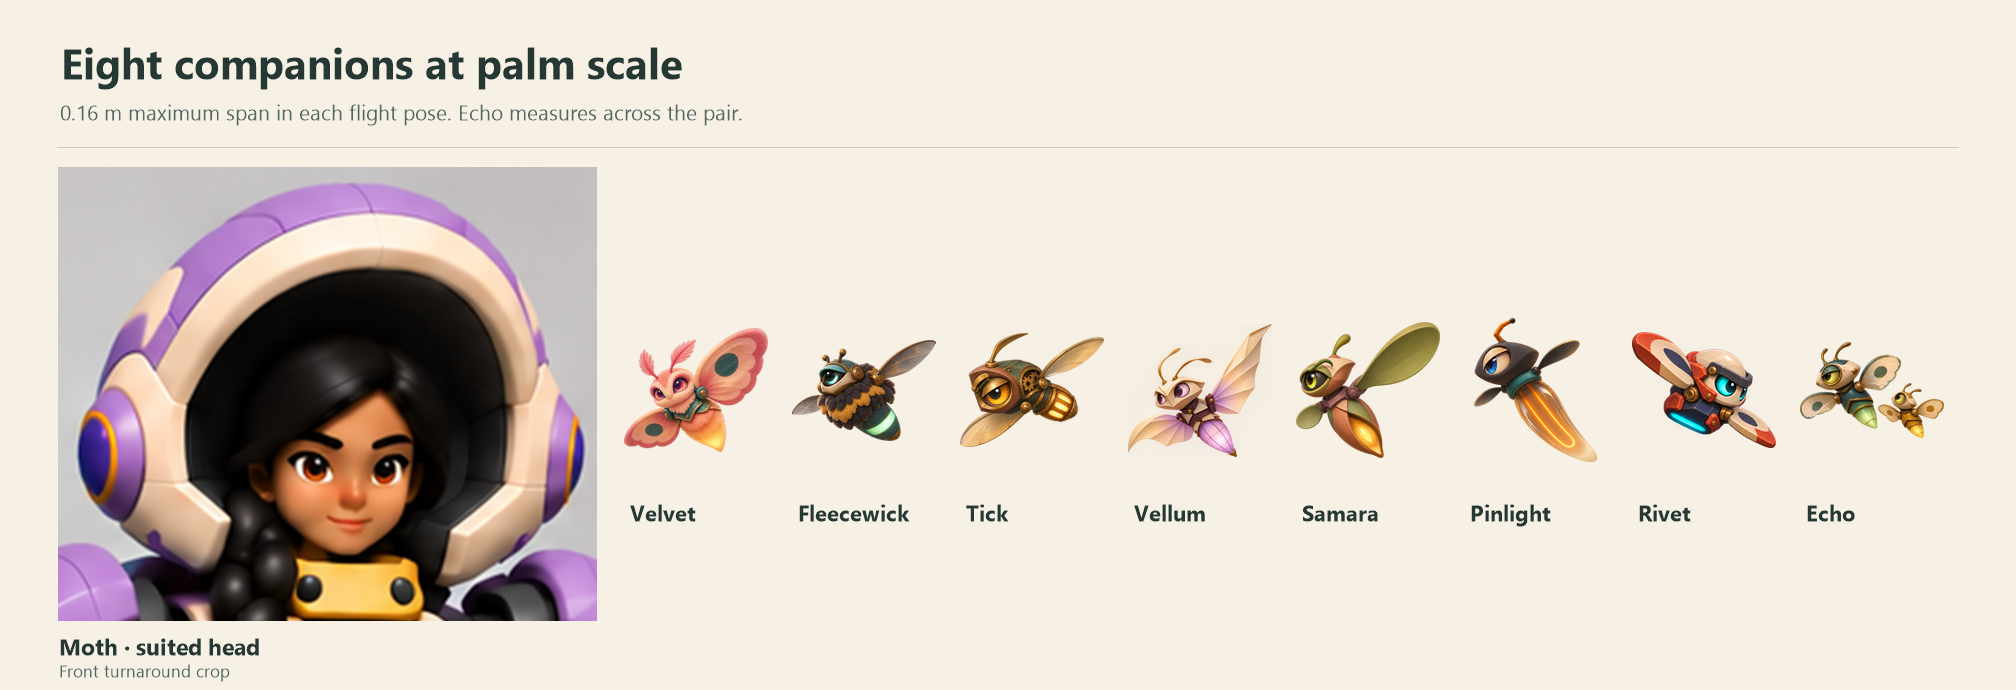 Eight companions at palm scale
0.16 m maximum span in each flight pose. Echo measures across the pair.
Velvet
Fleecewick
Tick
Vellum
Samara
Pinlight
Rivet
Echo
Moth · suited head
Front turnaround crop